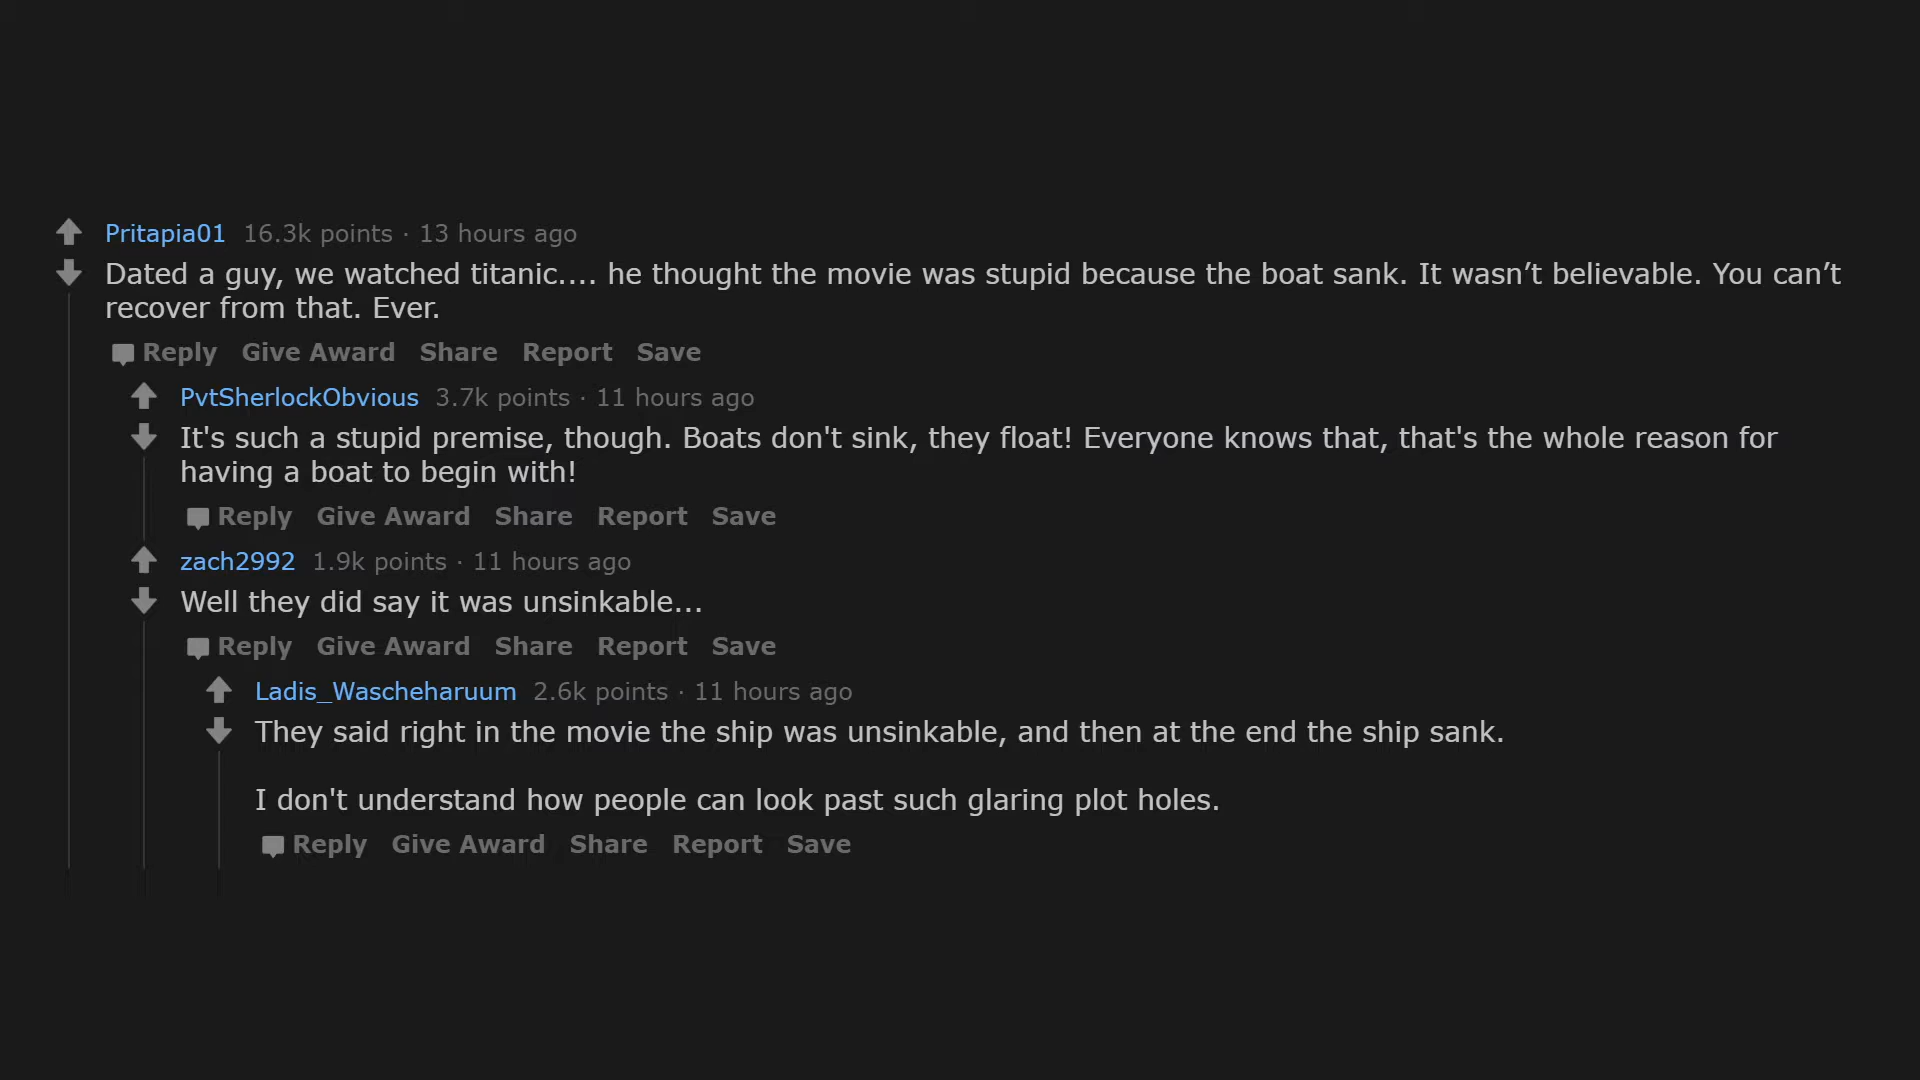 Pritapia01 16.3k points · 13 hours ago
Dated a guy, we watched titanic.... he thought the movie was stupid because the boat sank. It wasn’t believable. You can’t
recover from that. Ever.
Reply Give Award Share Report Save
PvtSherlockObvious 3.7k points · 11 hours ago
It's such a stupid premise, though. Boats don't sink, they float! Everyone knows that, that's the whole reason for
having a boat to begin with!
Reply Give Award Share Report Save
zach2992 1.9k points · 11 hours ago
Well they did say it was unsinkable...
Reply Give Award Share Report Save
Ladis_Wascheharuum 2.6k points · 11 hours ago
They said right in the movie the ship was unsinkable, and then at the end the ship sank.
I don't understand how people can look past such glaring plot holes.
Reply Give Award Share Report Save